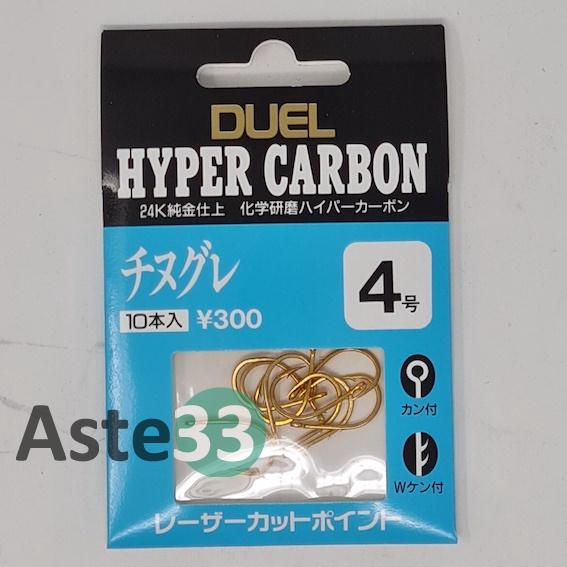 DUEL
HYPER CARBON
24K純金仕上 化学研磨ハイパーカーボン
チヌグレ
4号
10本入 ¥300
カン付
Aste33
Wケン付
レーザーカットポイント